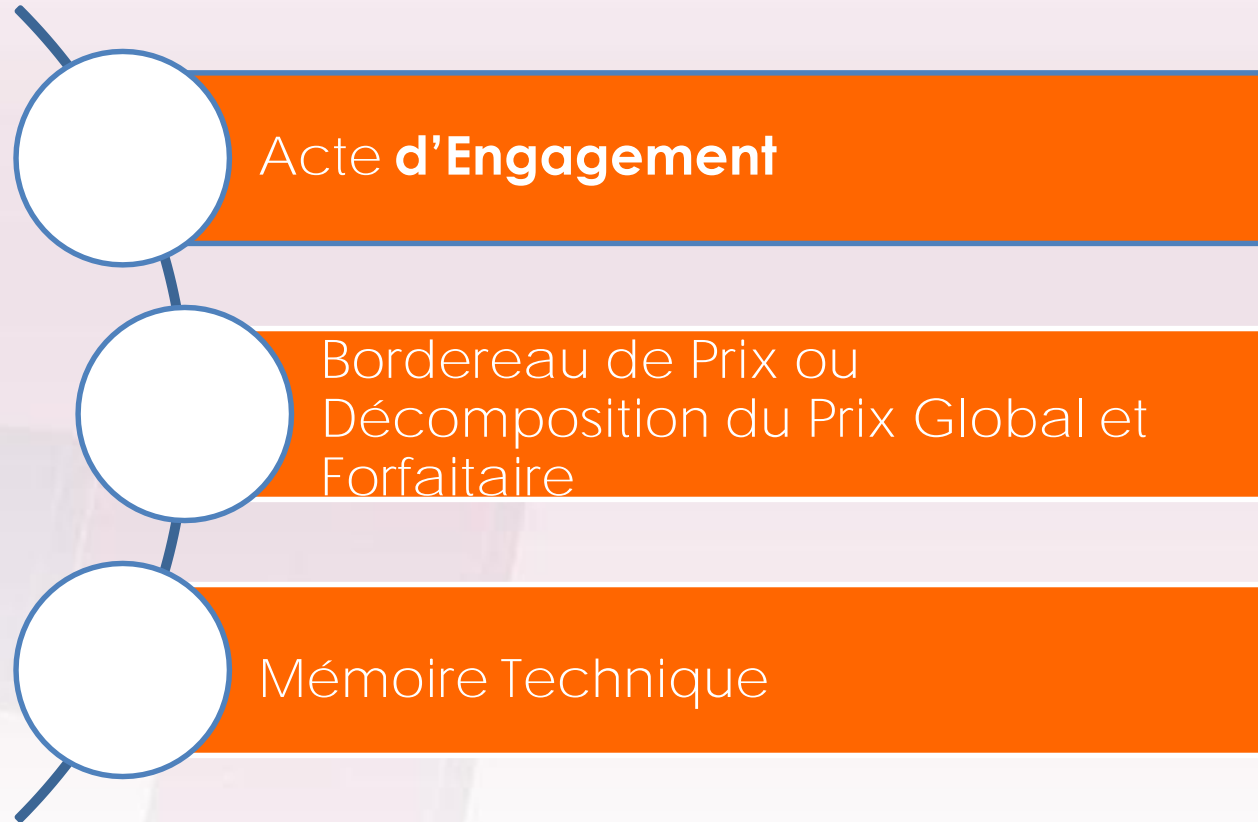 Acte d’Engagement
Bordereau de Prix ou
Décomposition du Prix Global et
Forfaitaire
Mémoire Technique